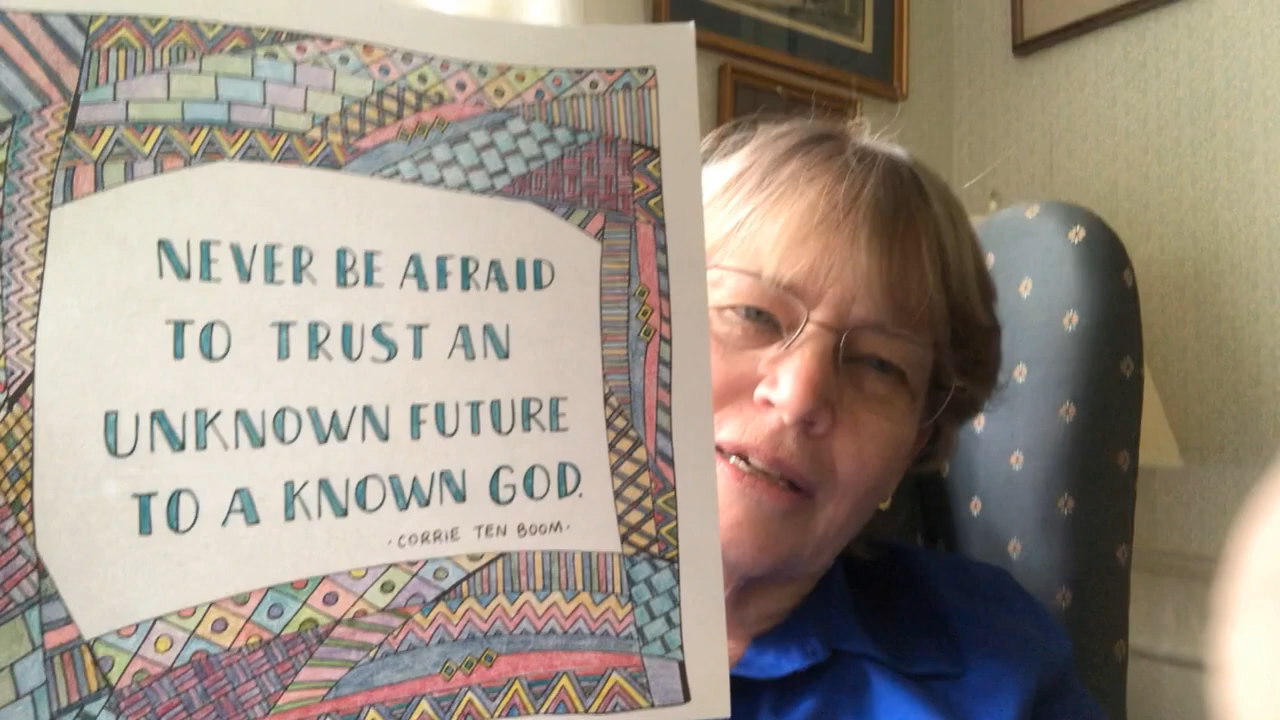 NEVER BE AFRAID
TO TRUST AN
UNKNOWN FUTURE
TO A KNOWN GOD.
·CORRIE TEN BOOM·